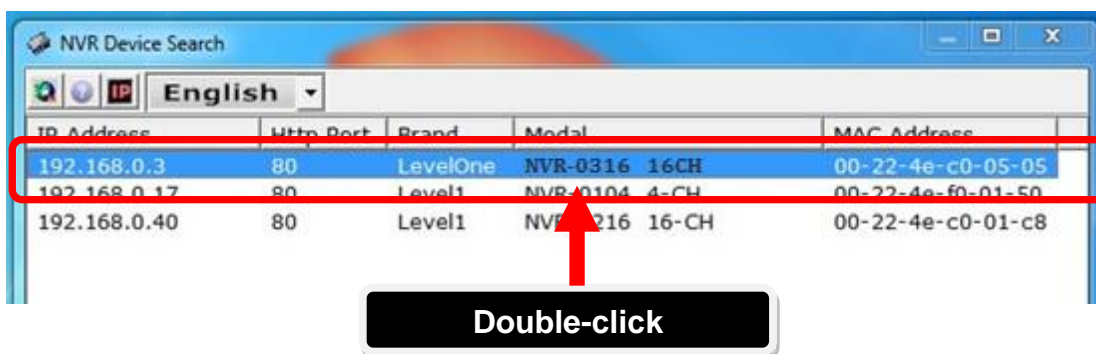 NVR Device Search
IP English
IP Address Http Port Brand Modal MAC Address
192.168.0.3 80 LevelOne NVR-0316 16CH 00-22-4e-c0-05-05
192.168.0.17 80 Level1 NVR-0104 4-CH 00-22-4e-f0-01-50
192.168.0.40 80 Level1 16-CH 00-22-4e-c0-01-c8
Double-click